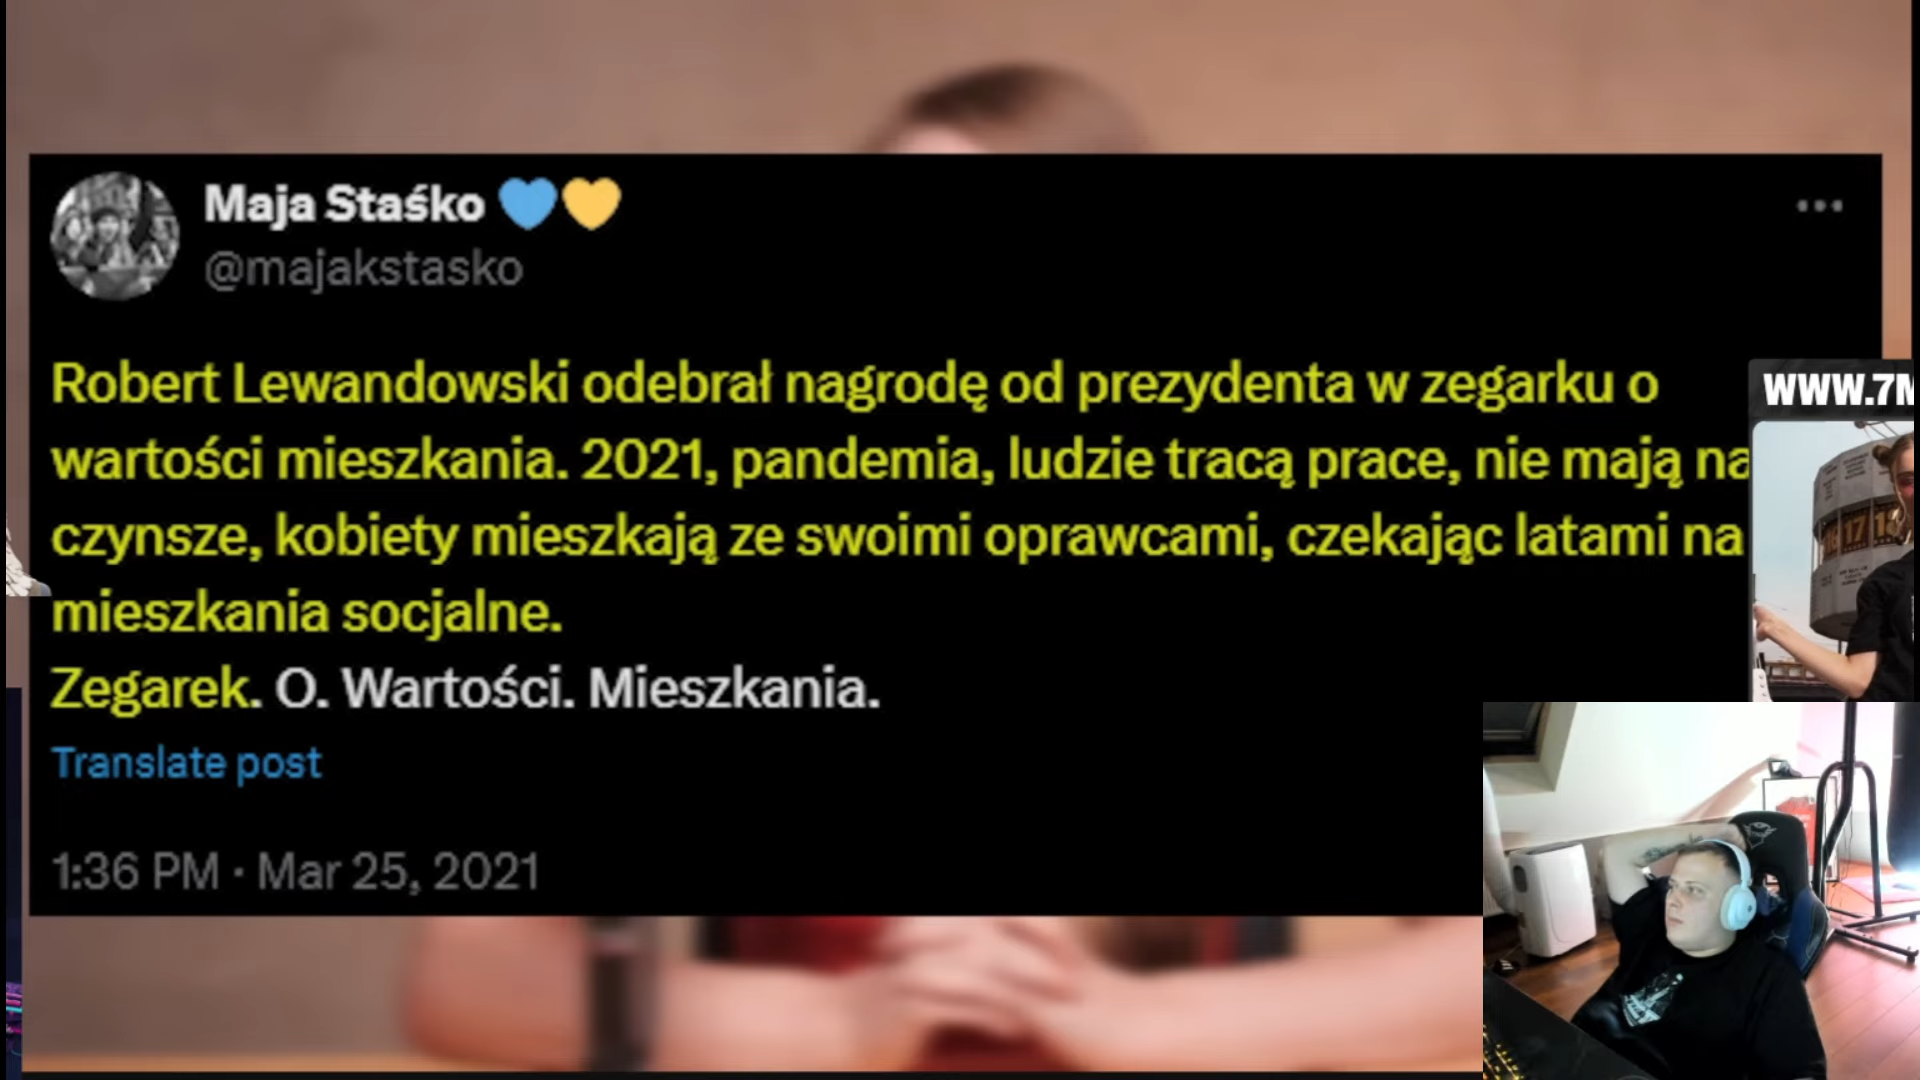 Maja Staśko 💙💛
@majakstasko
Robert Lewandowski odebrał nagrodę od prezydenta w zegarku o
wartości mieszkania. 2021, pandemia, ludzie tracą prace, nie mają na
czynsze, kobiety mieszkają ze swoimi oprawcami, czekając latami na
mieszkania socjalne.
Zegarek. O. Wartości. Mieszkania.
Translate post
1:36 PM · Mar 25, 2021
WWW.7M
17